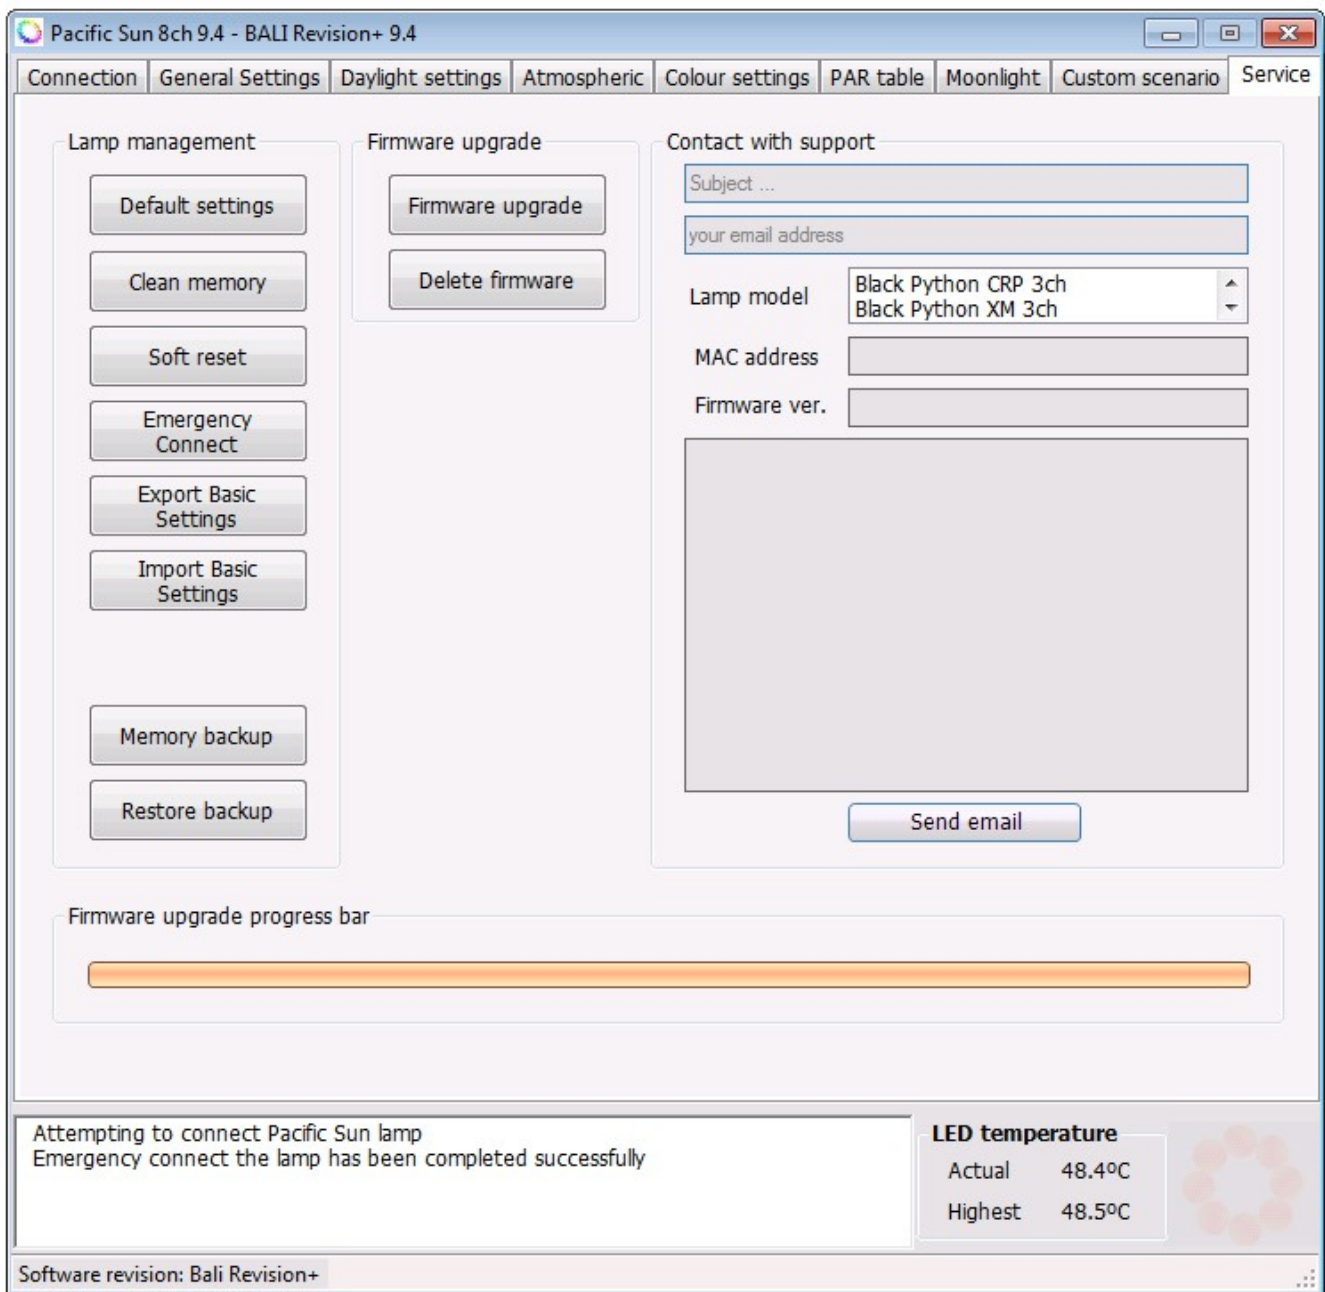 Pacific Sun 8ch 9.4 - BALI Revision+ 9.4
Connection General Settings Daylight settings Atmospheric Colour settings PAR table Moonlight Custom scenario Service
Lamp management
Default settings
Clean memory
Soft reset
Emergency
Connect
Export Basic
Settings
Import Basic
Settings
Memory backup
Restore backup
Firmware upgrade
Firmware upgrade
Delete firmware
Contact with support
Subject ...
your email address
Lamp model
Black Python CRP 3ch
Black Python XM 3ch
MAC address
Firmware ver.
Send email
Firmware upgrade progress bar
Attempting to connect Pacific Sun lamp
Emergency connect the lamp has been completed successfully
LED temperature
Actual 48.4ºC
Highest 48.5ºC
Software revision: Bali Revision+